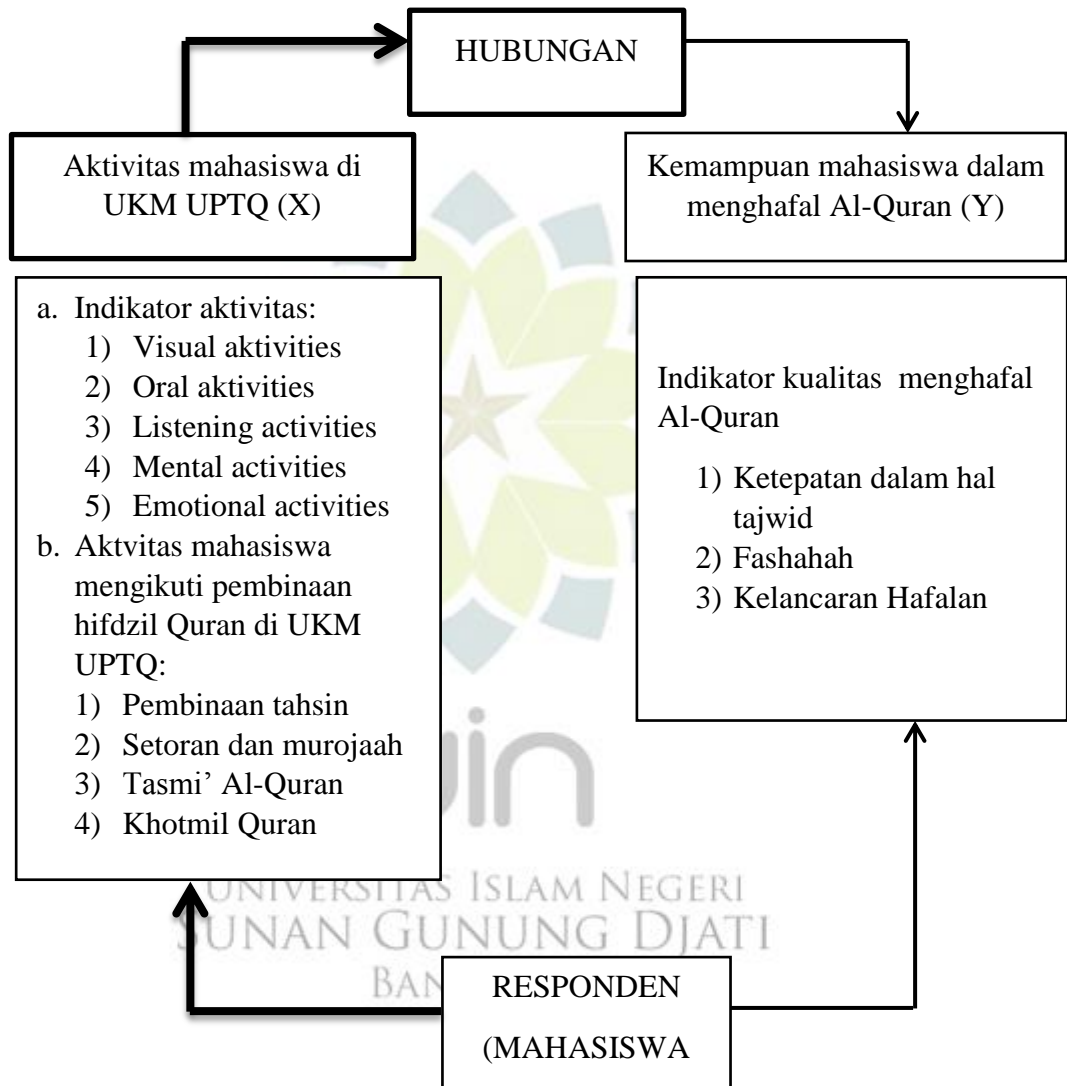 HUBUNGAN
Aktivitas mahasiswa di
UKM UPTQ (X)
Kemampuan mahasiswa dalam
menghafal Al-Quran (Y)
a. Indikator aktivitas:
1) Visual aktivities
2) Oral aktivities
3) Listening activities
4) Mental activities
5) Emotional activities
b. Aktvitas mahasiswa
mengikuti pembinaan
hifdzil Quran di UKM
UPTQ:
1) Pembinaan tahsin
2) Setoran dan murojaah
3) Tasmi’ Al-Quran
4) Khotmil Quran
Indikator kualitas menghafal
Al-Quran
1) Ketepatan dalam hal
tajwid
2) Fashahah
3) Kelancaran Hafalan
UNIVERSITAS ISLAM NEGERI
SUNAN GUNUNG DJATI
RESPONDEN
(MAHASISWA